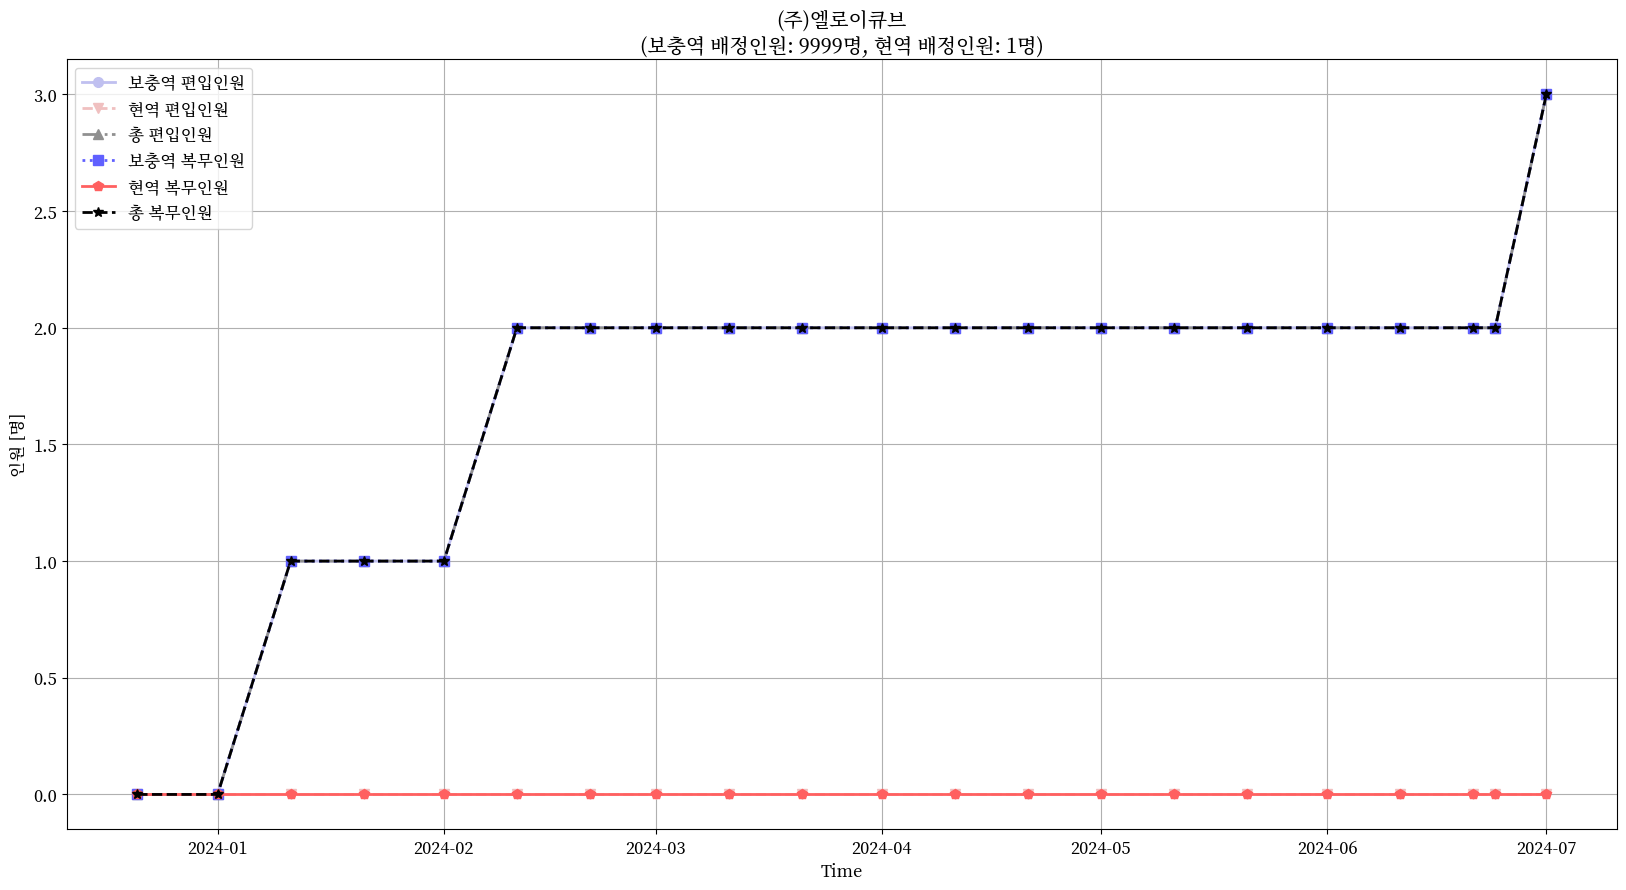 (주)엘로이큐브
(보충역 배정인원: 9999명, 현역 배정인원: 1명)
보충역 편입인원
현역 편입인원
총 편입인원
보충역 복무인원
현역 복무인원
총 복무인원
3.0
2.5
2.0
1.5
1.0
0.5
0.0
인원 [명]
2024-01 2024-02 2024-03 2024-04 2024-05 2024-06 2024-07
Time